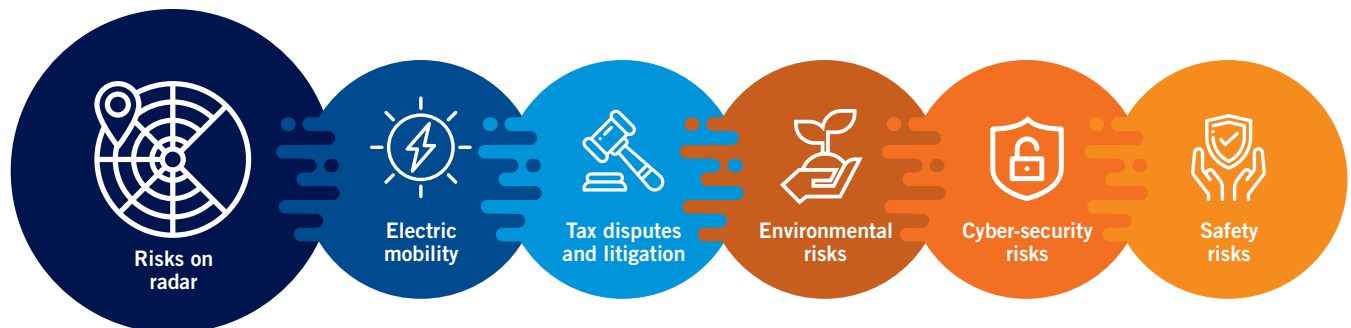 Risks on
radar
Electric
mobility
Tax disputes
and litigation
Environmental
risks
Cyber-security
risks
Safety
risks